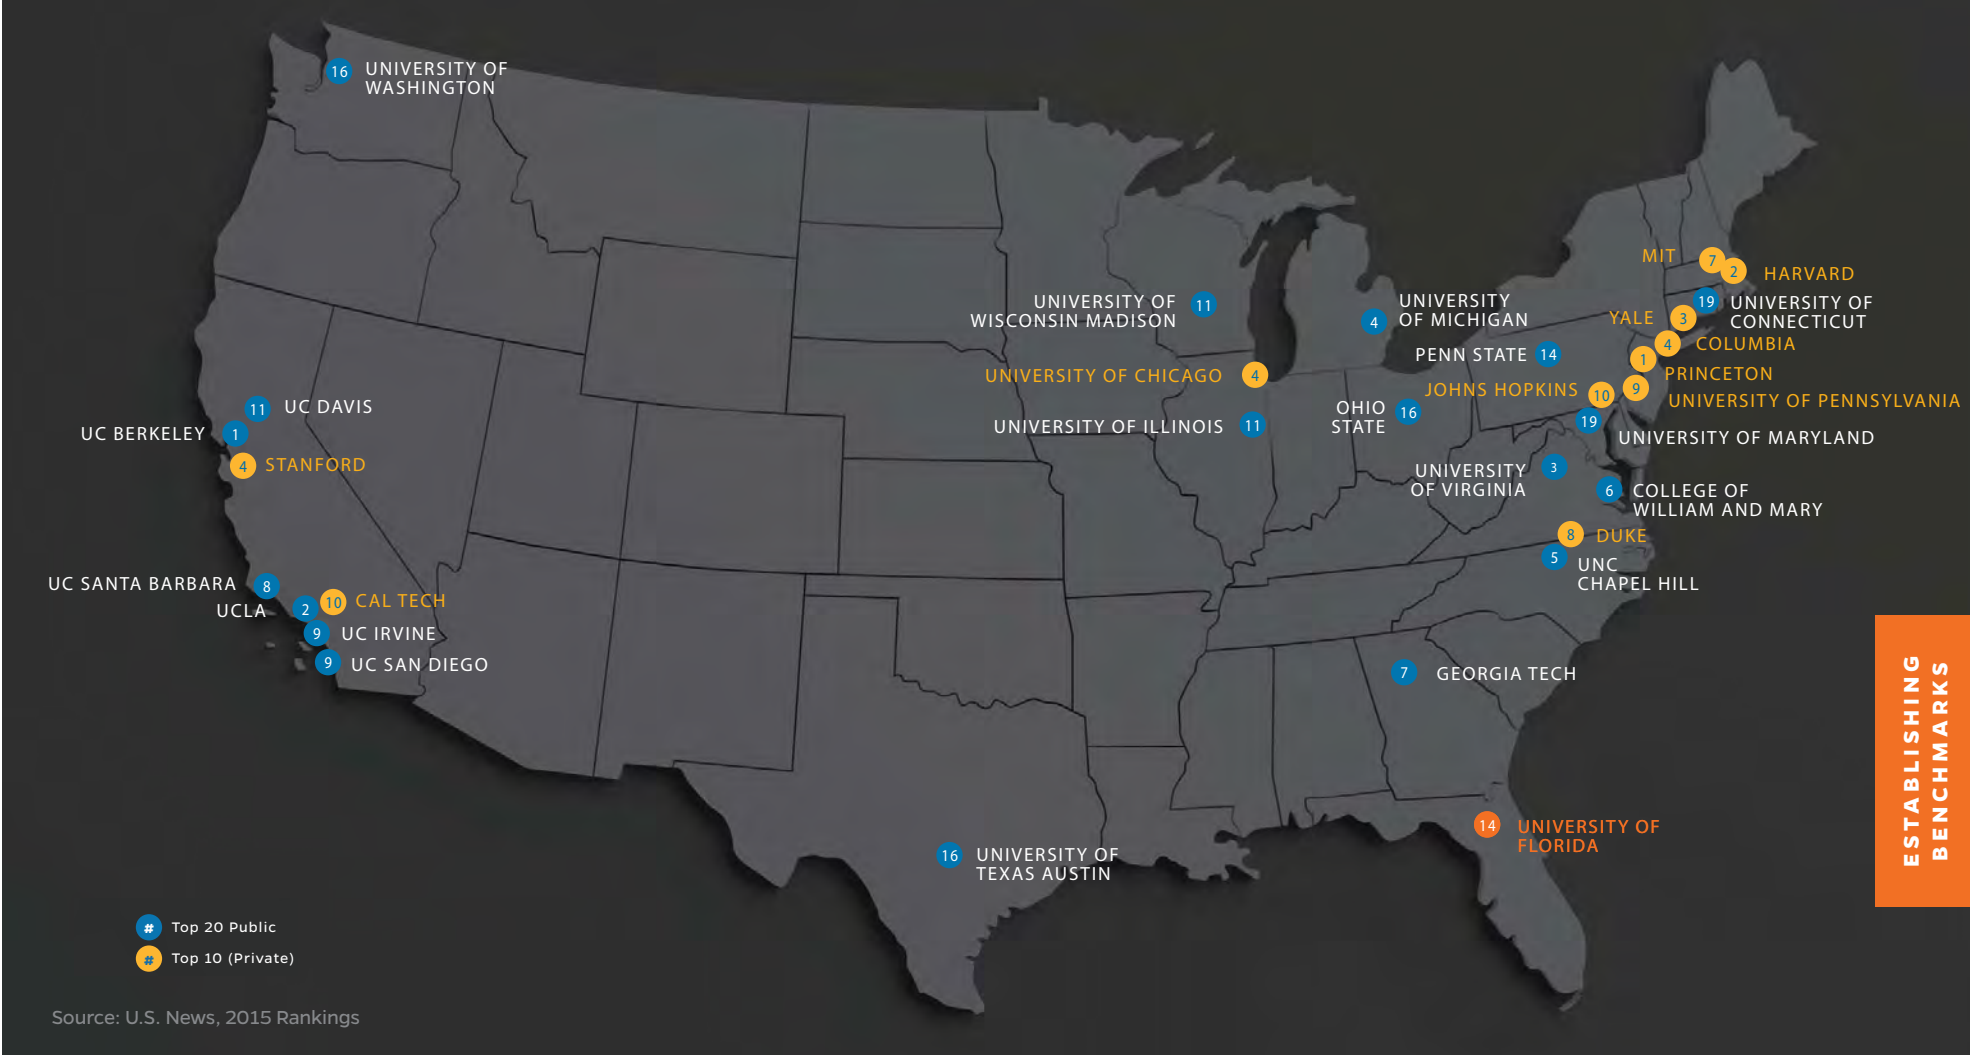 16 UNIVERSITY OF
WASHINGTON
MIT 7
2 HARVARD
UNIVERSITY OF
WISCONSIN MADISON 11
4 UNIVERSITY
OF MICHIGAN
19 UNIVERSITY OF
CONNECTICUT
YALE 3
4 COLUMBIA
PENN STATE 14
1 PRINCETON
UNIVERSITY OF CHICAGO 4
JOHNS HOPKINS 10
9 UNIVERSITY OF PENNSYLVANIA
11 UC DAVIS
OHIO
STATE 16
UC BERKELEY 1
UNIVERSITY OF ILLINOIS 11
19 UNIVERSITY OF MARYLAND
4 STANFORD
UNIVERSITY
OF VIRGINIA 3
6 COLLEGE OF
WILLIAM AND MARY
8 DUKE
5 UNC
CHAPEL HILL
UC SANTA BARBARA 8
UCLA 2
10 CAL TECH
9 UC IRVINE
9 UC SAN DIEGO
7 GEORGIA TECH
14 UNIVERSITY OF
FLORIDA
16 UNIVERSITY OF
TEXAS AUSTIN
ESTABLISHING
BENCHMARKS
# Top 20 Public
# Top 10 (Private)
Source: U.S. News, 2015 Rankings